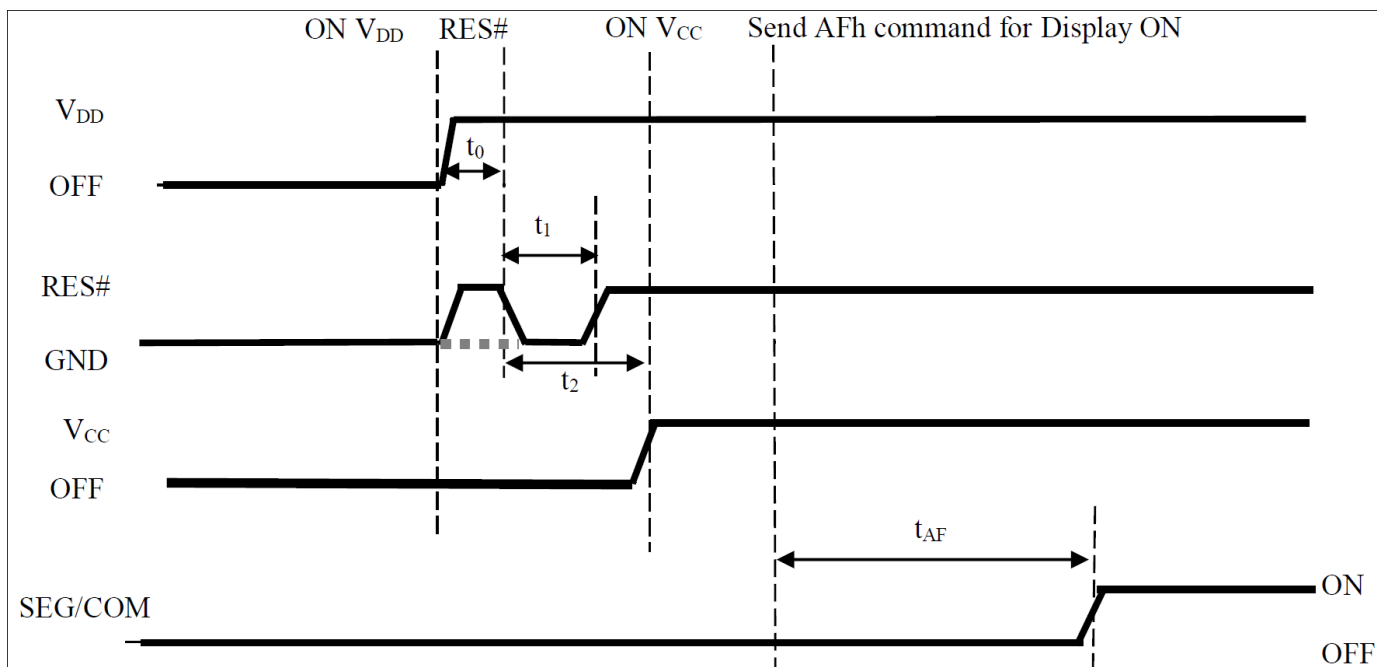 ON VDD RES# ON VCC Send AFh command for Display ON
VDD
t0
OFF
t1
RES#
GND
t2
VCC
OFF
tAF
ON
SEG/COM
OFF